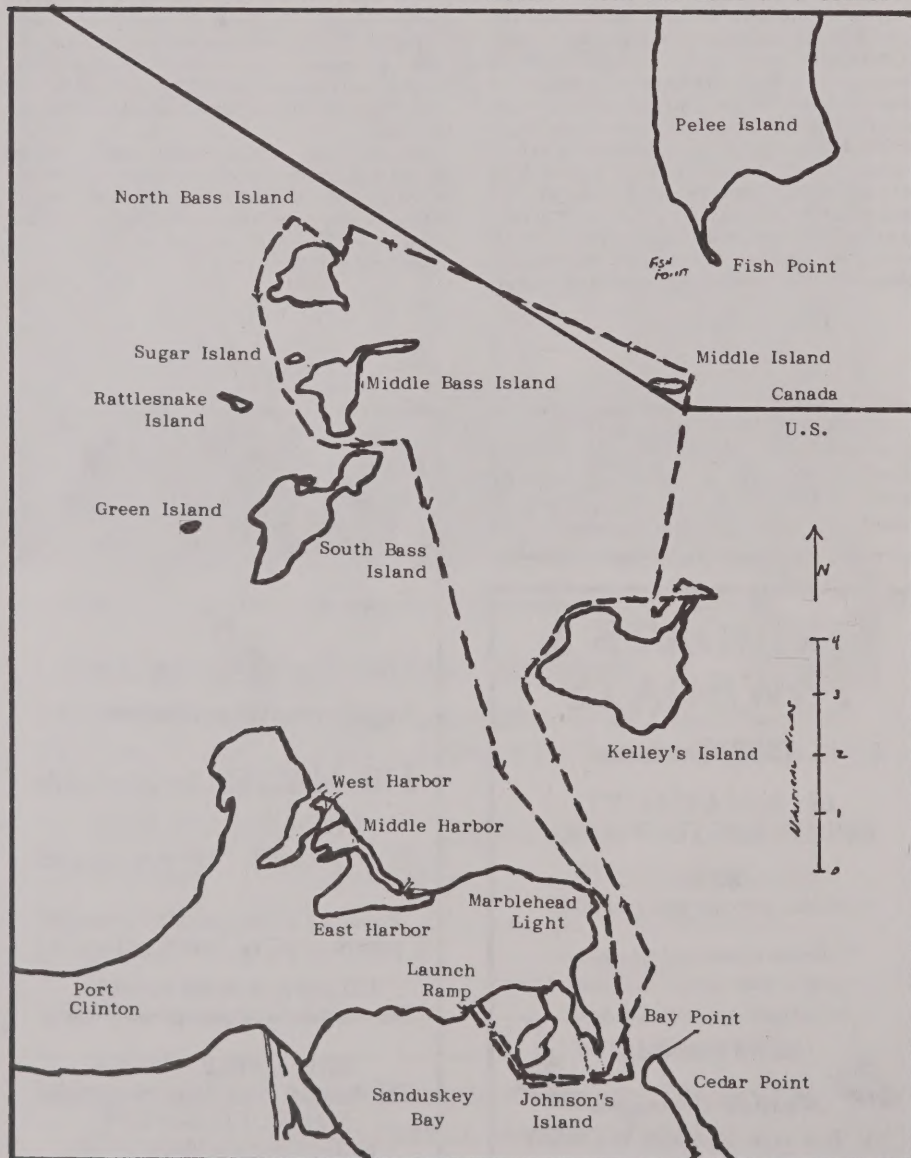 Pelee Island
North Bass Island
FISH
POINT
Fish Point
Sugar Island
Middle Island
Middle Bass Island
Rattlesnake
Island
Canada
U.S.
Green Island
South Bass
Island
N
4
3
2
1
0
NAUTICAL MILES
Kelley's Island
West Harbor
Middle Harbor
Marblehead
Light
East Harbor
Launch
Ramp
Port
Clinton
Bay Point
Cedar Point
Sanduskey
Bay
Johnson's
Island